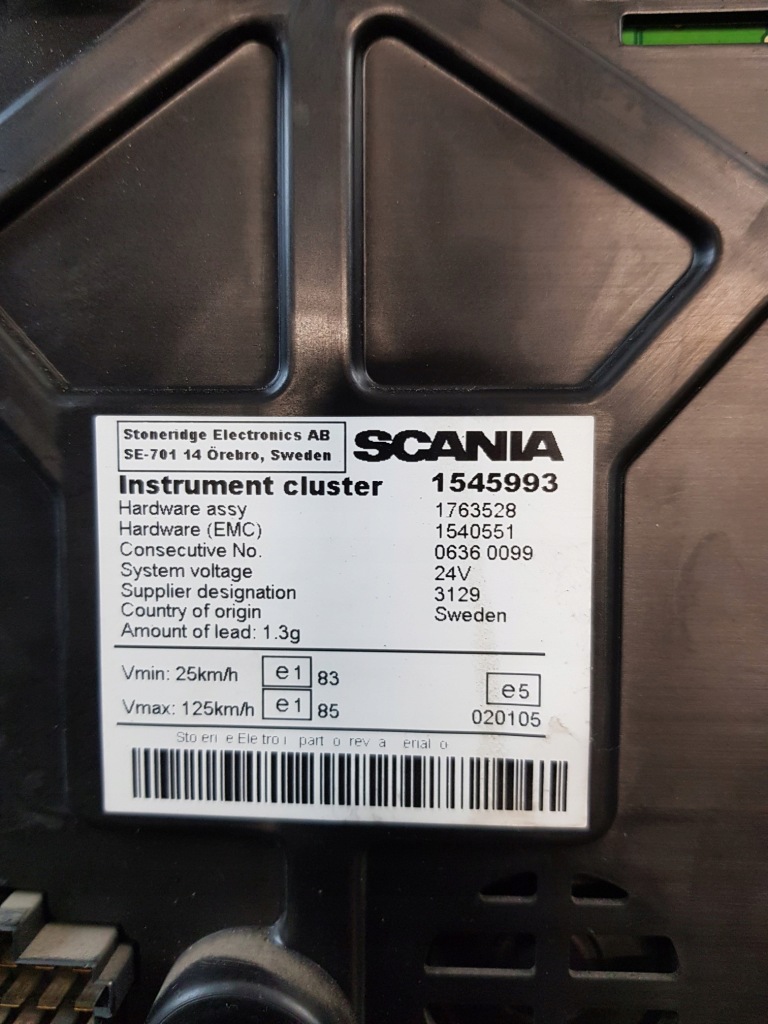 Stoneridge Electronics AB
SE-701 14 Örebro, Sweden
SCANIA
Instrument cluster 1545993
Hardware assy 1763528
Hardware (EMC) 1540551
Consecutive No. 0636 0099
System voltage 24V
Supplier designation 3129
Country of origin Sweden
Amount of lead: 1.3g
Vmin: 25km/h e1 83
Vmax: 125km/h e1 85
e5
020105
part